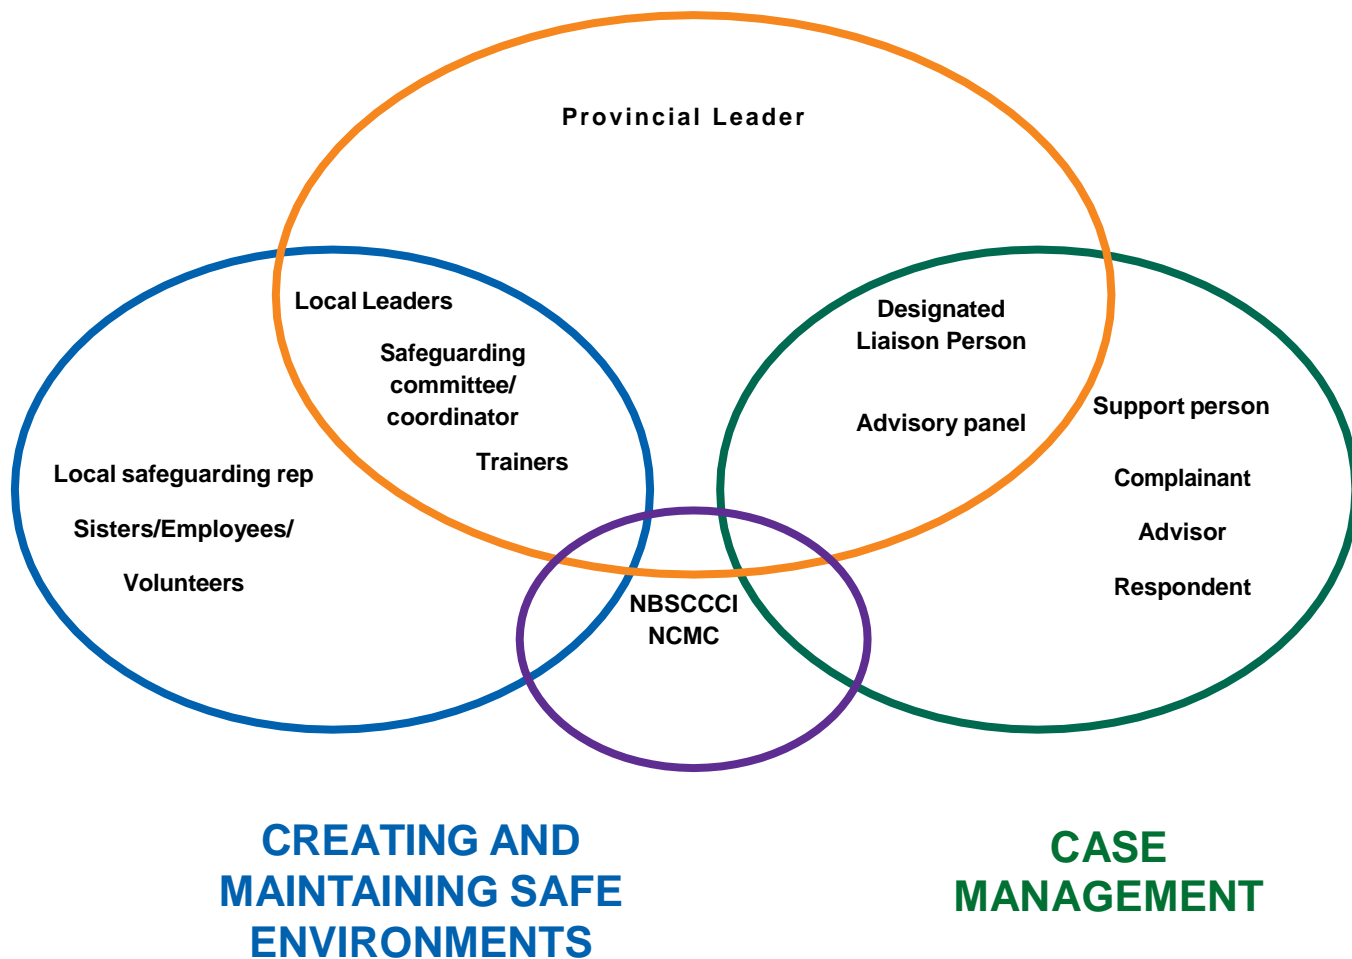 Provincial Leader
Local Leaders
Safeguarding
committee/
coordinator
Trainers
Local safeguarding rep
Sisters/Employees/
Volunteers
Designated
Liaison Person
Advisory panel
Support person
Complainant
Advisor
Respondent
NBSCCCI
NCMC
CREATING AND
MAINTAINING SAFE
ENVIRONMENTS
CASE
MANAGEMENT